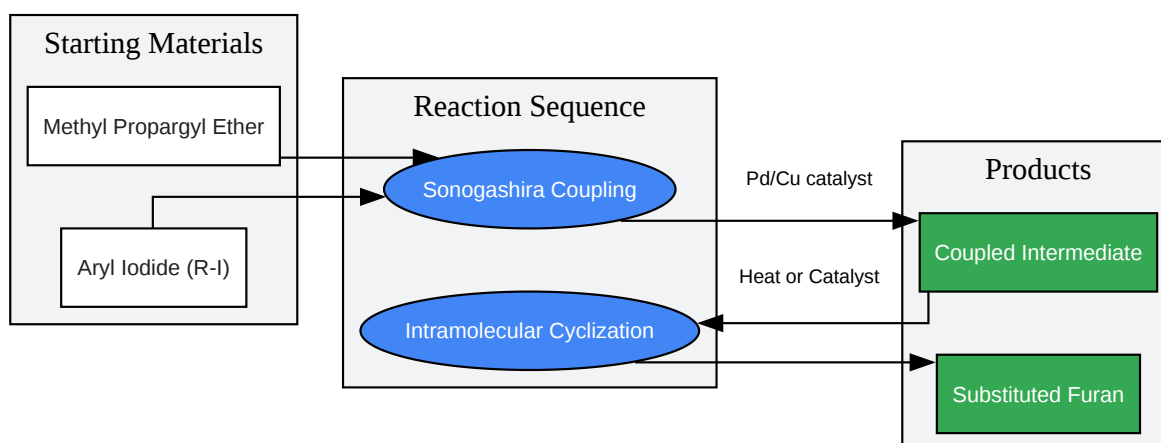 Starting Materials
Methyl Propargyl Ether
Aryl Iodide (R-I)
Reaction Sequence
Sonogashira Coupling
Intramolecular Cyclization
Pd/Cu catalyst
Heat or Catalyst
Products
Coupled Intermediate
Substituted Furan